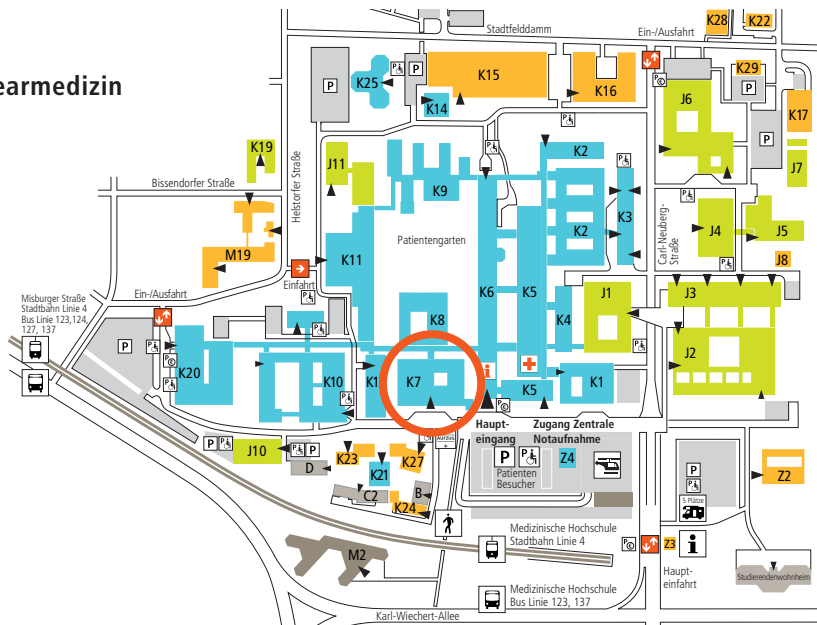 earmedizin
Stadtfelddamm
Ein-/Ausfahrt
K28
K22
K25
K15
K14
K16
K29
J6
K17
J7
K19
J11
K9
K2
K2
K3
Bissendorfer Straße
Helstorfer Straße
Patientengarten
Carl-Neuberg-
Straße
J4
J5
J8
M19
K11
Einfahrt
K6
K5
K4
J1
J3
J2
Misburger Straße
Stadtbahn Linie 4
Bus Linie 123,124,
127, 137
Ein-/Ausfahrt
P
K20
K10
K1
K8
K7
i
K5
K1
J10
D
K23
K21
K27
C2
B
K24
Aufzug
Haupt-
eingang
Zugang Zentrale
Notaufnahme
P
Patienten
Besucher
Z4
P
5 Plätze
Z2
M2
Medizinische Hochschule
Stadtbahn Linie 4
Z3
i
Haupt-
einfahrt
Studierendenwohnheim
Medizinische Hochschule
Bus Linie 123, 137
Karl-Wiechert-Allee